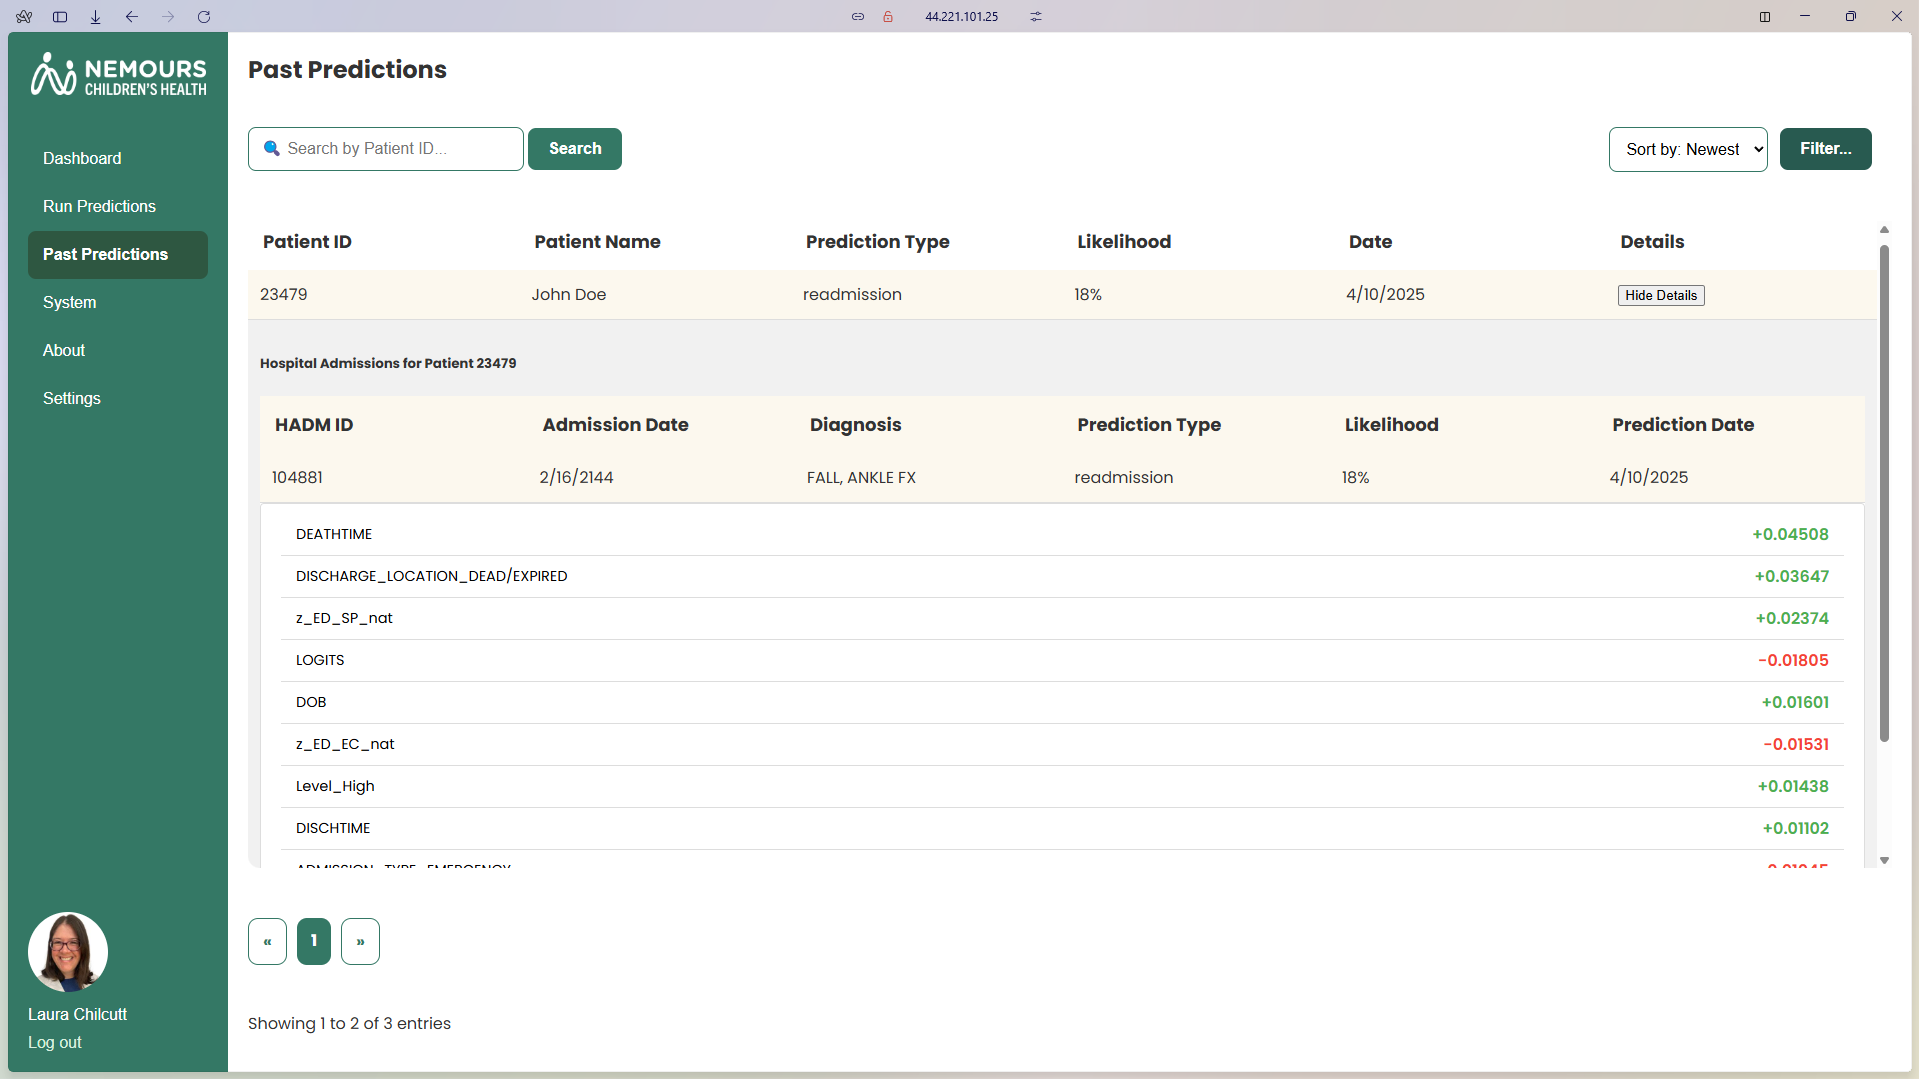 44.221.101.25
NEMOURS
CHILDREN'S HEALTH
Dashboard
Run Predictions
Past Predictions
System
About
Settings
Laura Chilcutt
Log out
Past Predictions
Search by Patient ID...
Search
Sort by: Newest
Filter...
Patient ID Patient Name Prediction Type Likelihood Date Details
23479 John Doe readmission 18% 4/10/2025 Hide Details
Hospital Admissions for Patient 23479
HADM ID Admission Date Diagnosis Prediction Type Likelihood Prediction Date
104881 2/16/2144 FALL, ANKLE FX readmission 18% 4/10/2025
DEATHTIME +0.04508
DISCHARGE_LOCATION_DEAD/EXPIRED +0.03647
z_ED_SP_nat +0.02374
LOGITS -0.01805
DOB +0.01601
z_ED_EC_nat -0.01531
Level_High +0.01438
DISCHTIME +0.01102
ADMISSION_TYPE_EMERGENCY
« 1 »
Showing 1 to 2 of 3 entries